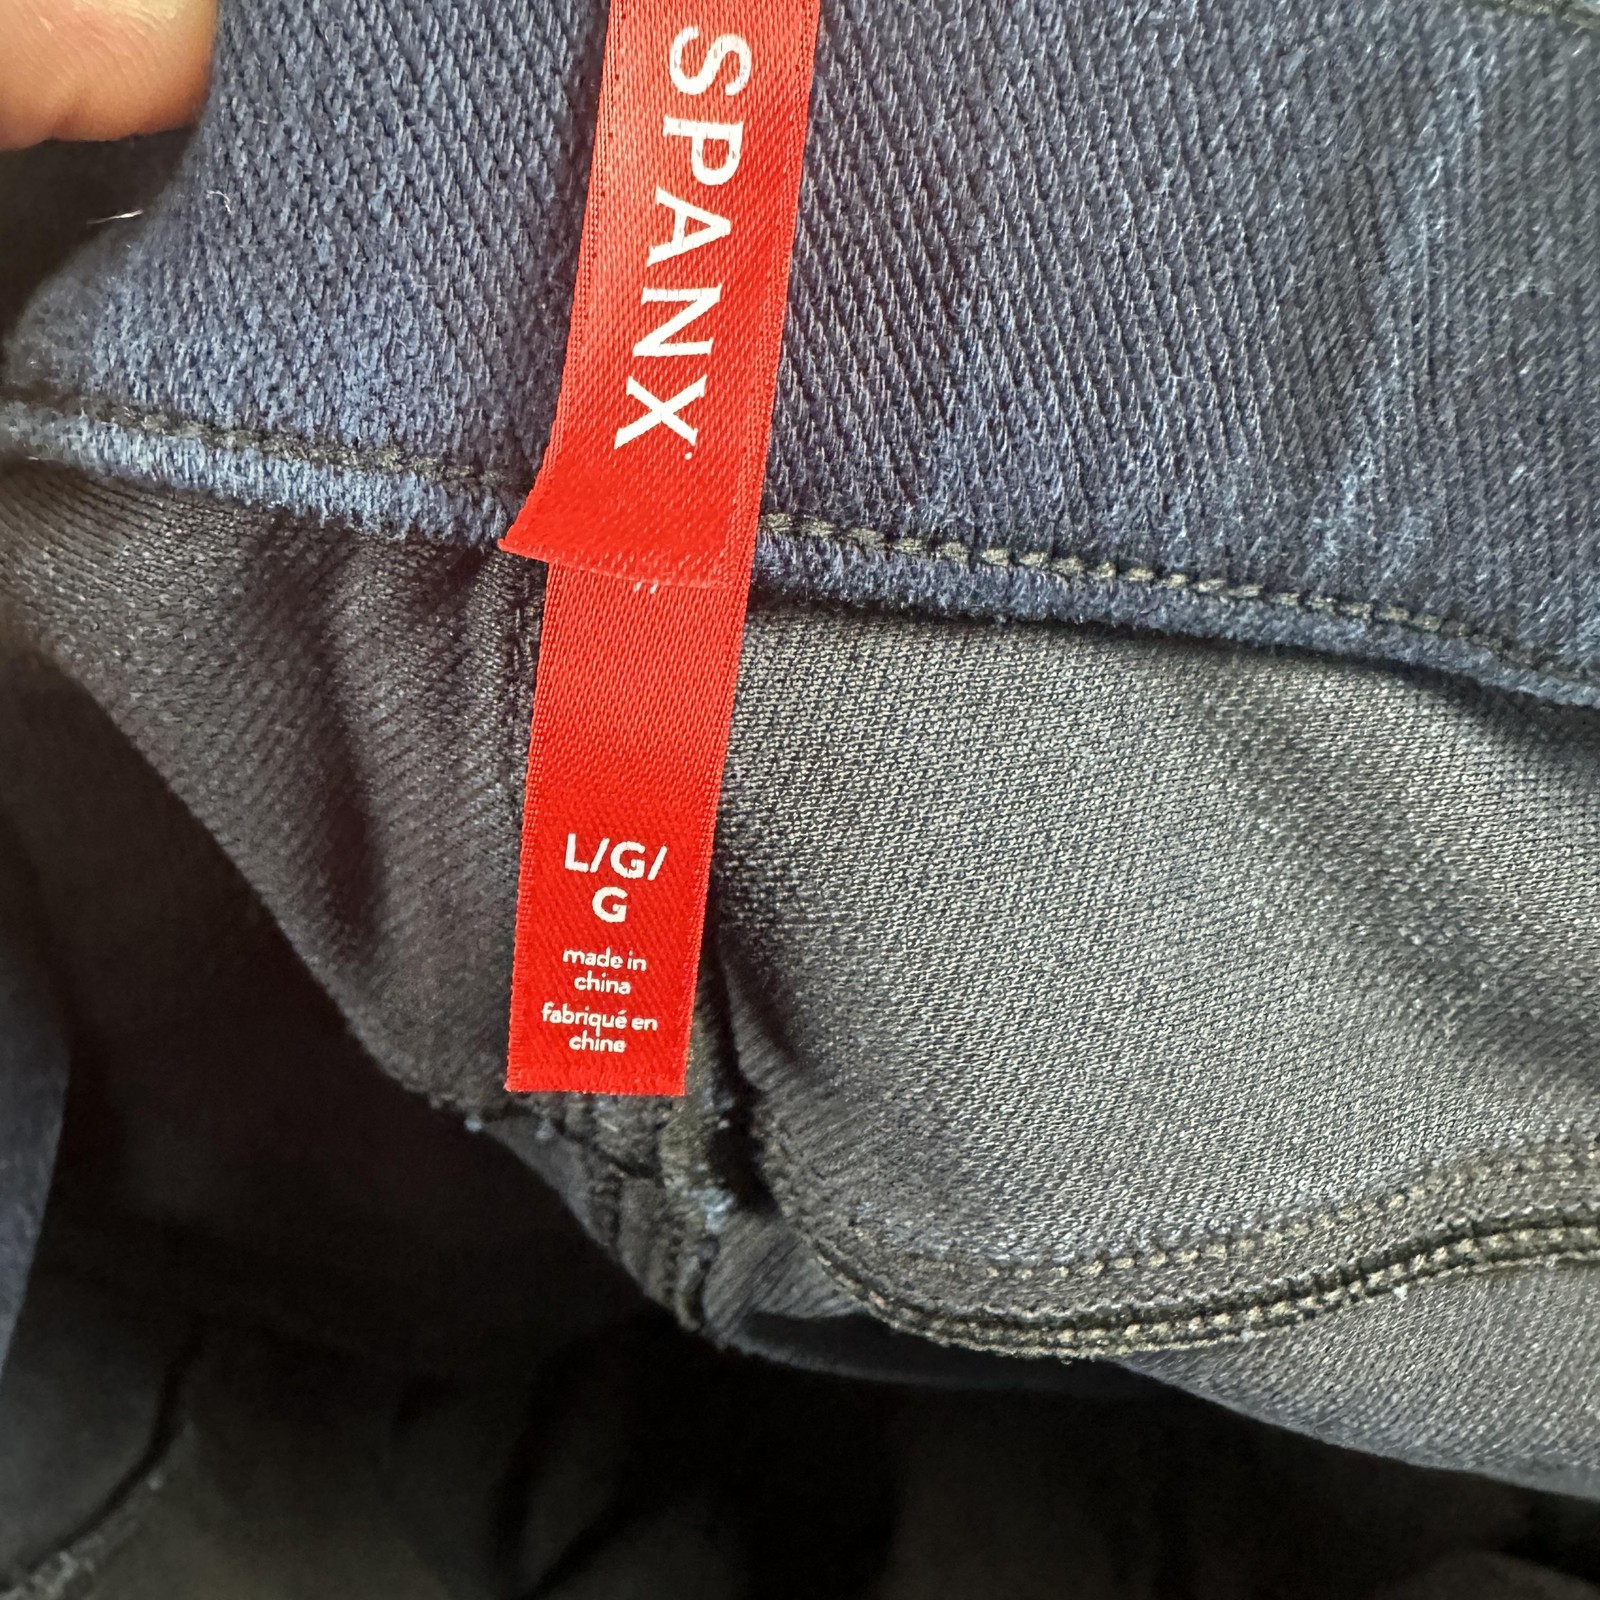 SPANX
L/G/
G
made in
china
fabriqué en
chine